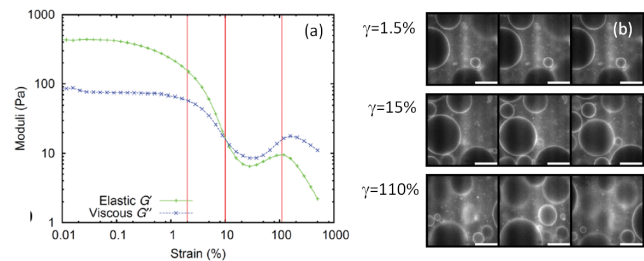 (a)
Moduli (Pa)
1000
100
10
1
Elastic G′
Viscous G″
0.01
0.1
1
10
100
1000
Strain (%)
(b)
γ=1.5%
γ=15%
γ=110%